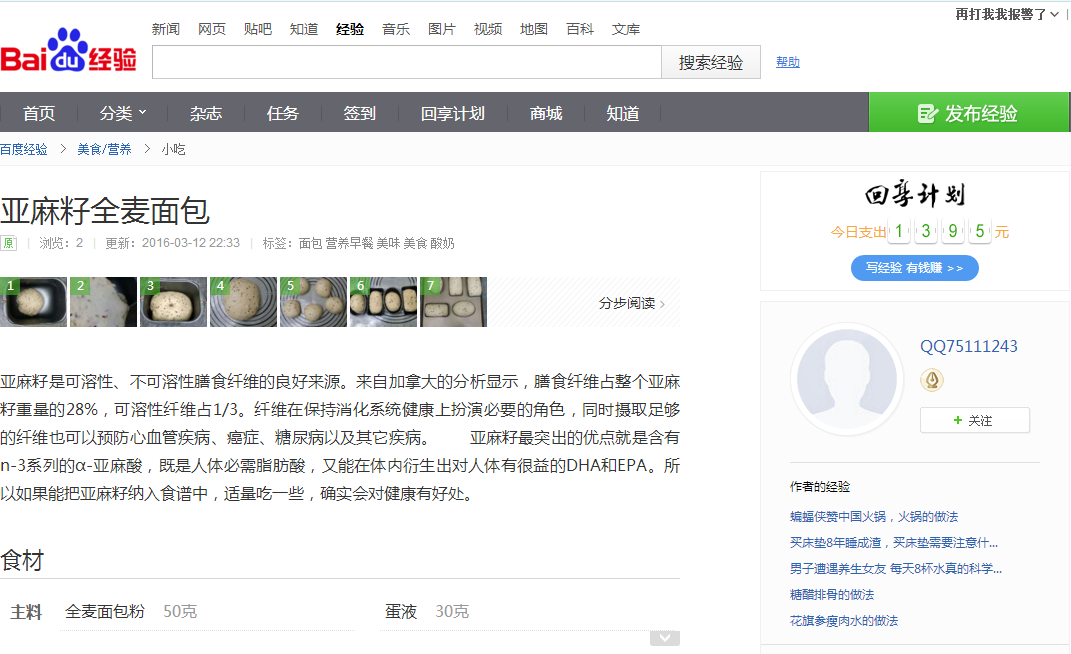 再打我我报警了
新闻 网页 贴吧 知道 经验 音乐 图片 视频 地图 百科 文库
Bai du 经验
搜索经验 帮助
首页 分类 杂志 任务 签到 回享计划 商城 知道 发布经验
百度经验 > 美食/营养 > 小吃
亚麻籽全麦面包
原 | 浏览：2 | 更新：2016-03-12 22:33 | 标签：面包 营养早餐 美味 美食 酸奶
1 2 3 4 5 6 7
分步阅读 >
亚麻籽是可溶性、不可溶性膳食纤维的良好来源。来自加拿大的分析显示，膳食纤维占整个亚麻
籽重量的28%，可溶性纤维占1/3。纤维在保持消化系统健康上扮演必要的角色，同时摄取足够
的纤维也可以预防心血管疾病、癌症、糖尿病以及其它疾病。 亚麻籽最突出的优点就是含有
n-3系列的α-亚麻酸，既是人体必需脂肪酸，又能在体内衍生出对人体有很益的DHA和EPA。所
以如果能把亚麻籽纳入食谱中，适量吃一些，确实会对健康有好处。
食材
主料 全麦面包粉 50克 蛋液 30克
回享计划
今日支出 1 3 9 5 元
写经验 有钱赚 >>
QQ75111243
+ 关注
作者的经验
蝙蝠侠赞中国火锅，火锅的做法
买床垫8年睡成渣，买床垫需要注意什...
男子遭遇养生女友 每天8杯水真的科学...
糖醋排骨的做法
花旗参瘦肉水的做法